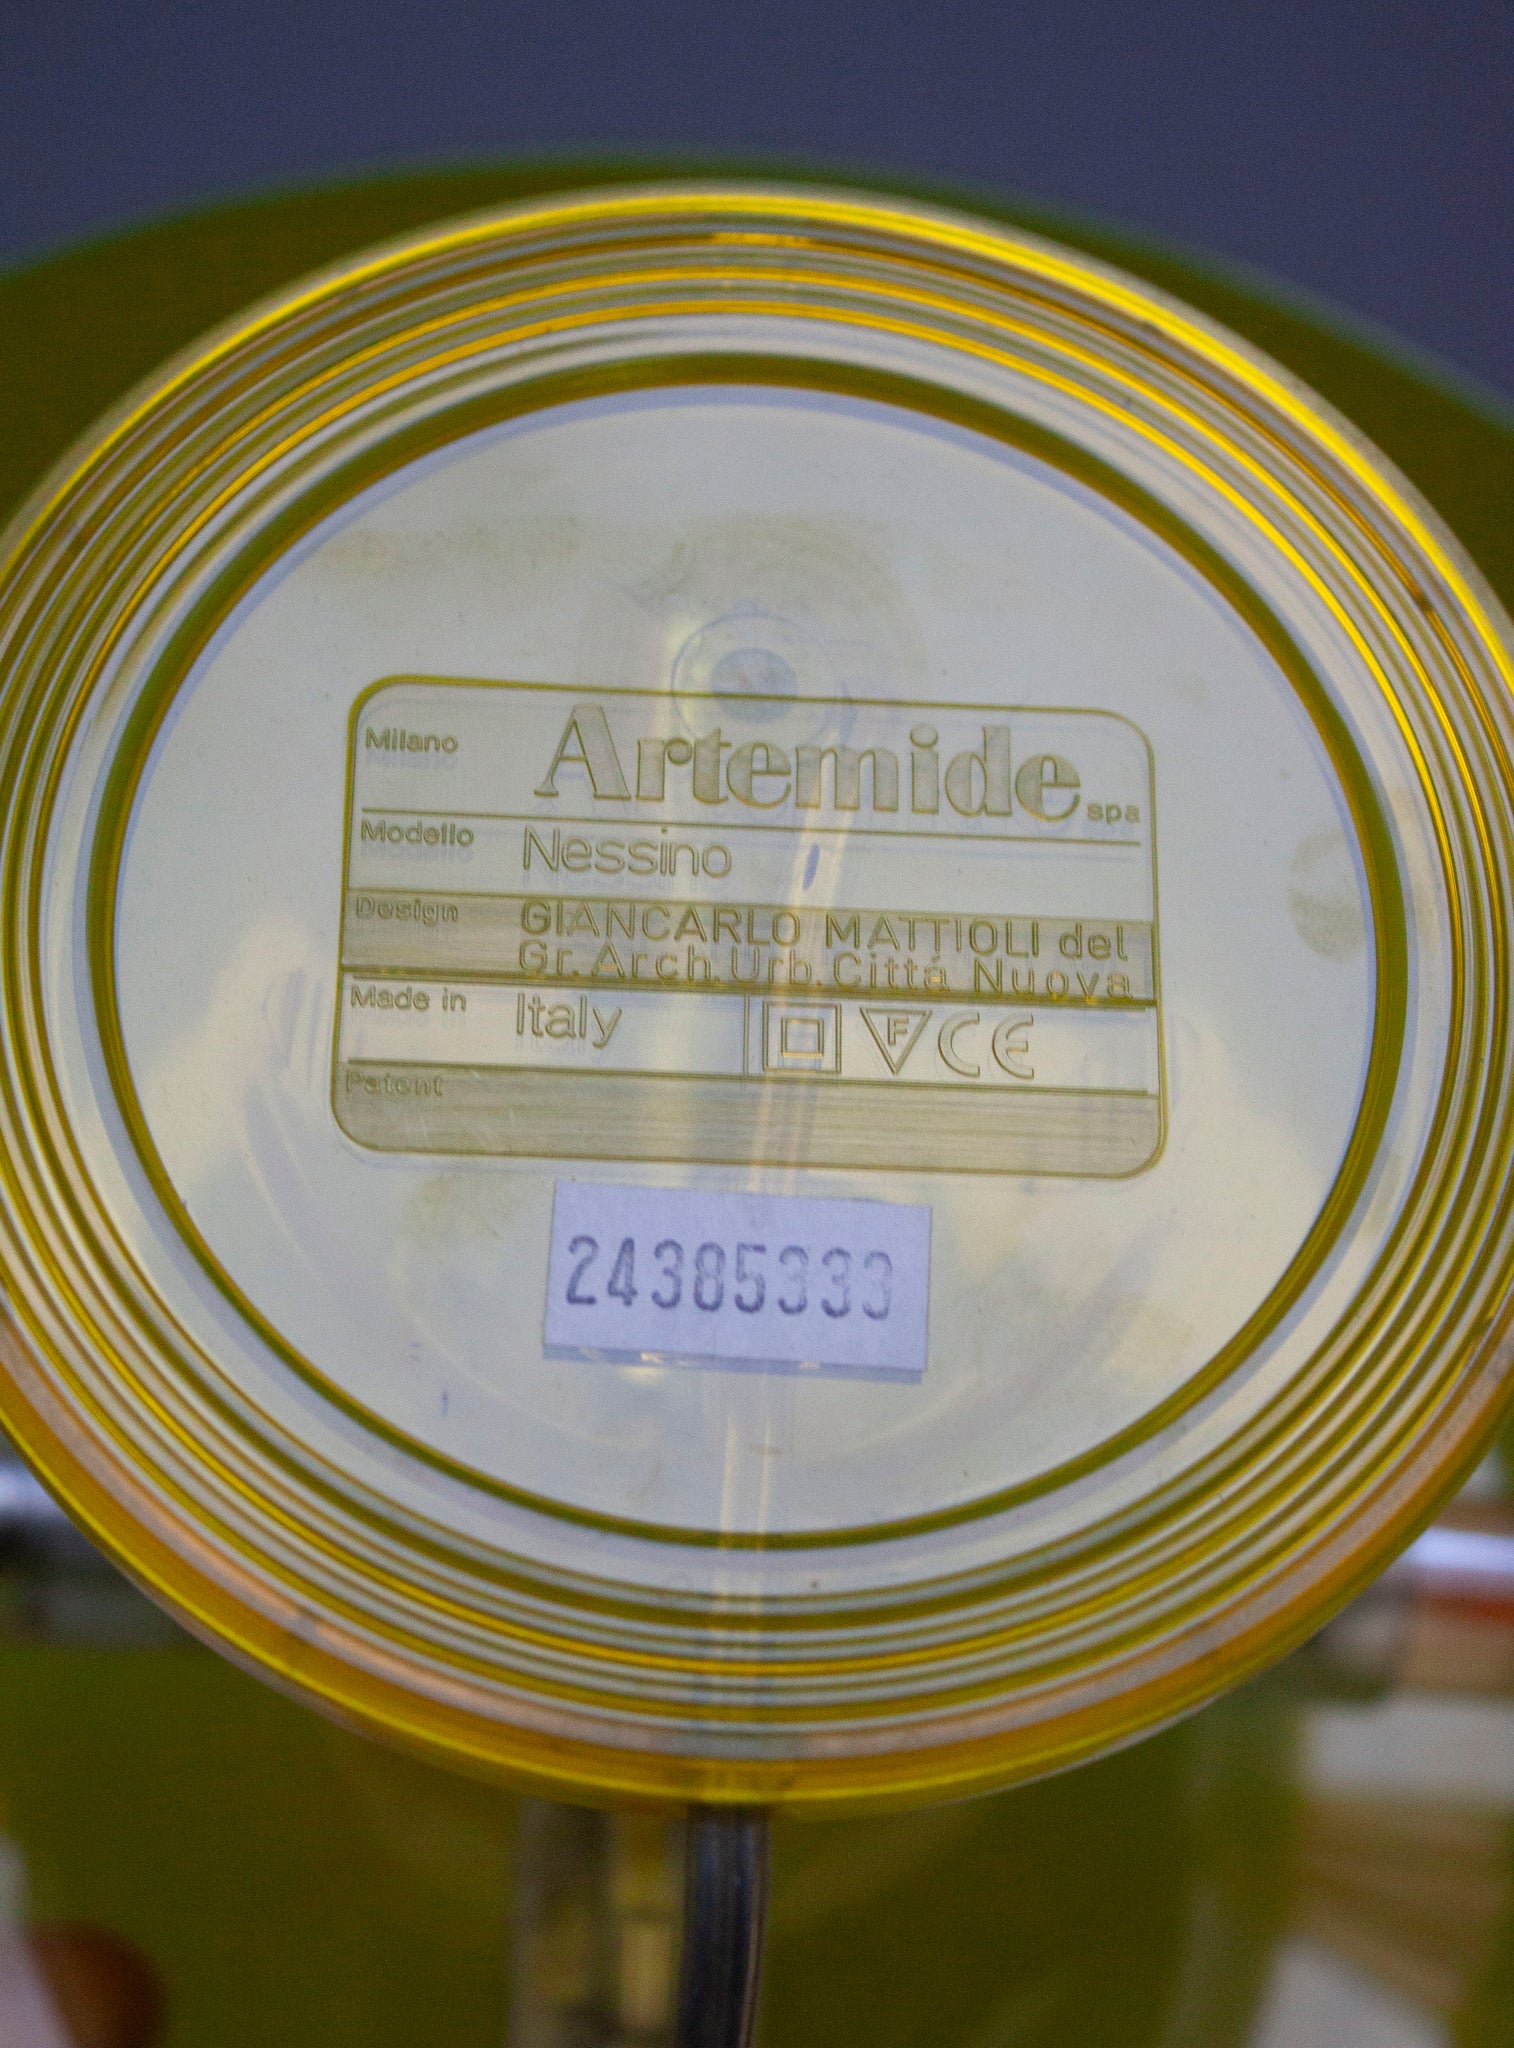 Milano Artemide spa
Modello Nessino
Design GIANCARLO MATTIOLI del
Gr. Arch. Urb. Cittá Nuova
Made in Italy F CE
Patent
24385333